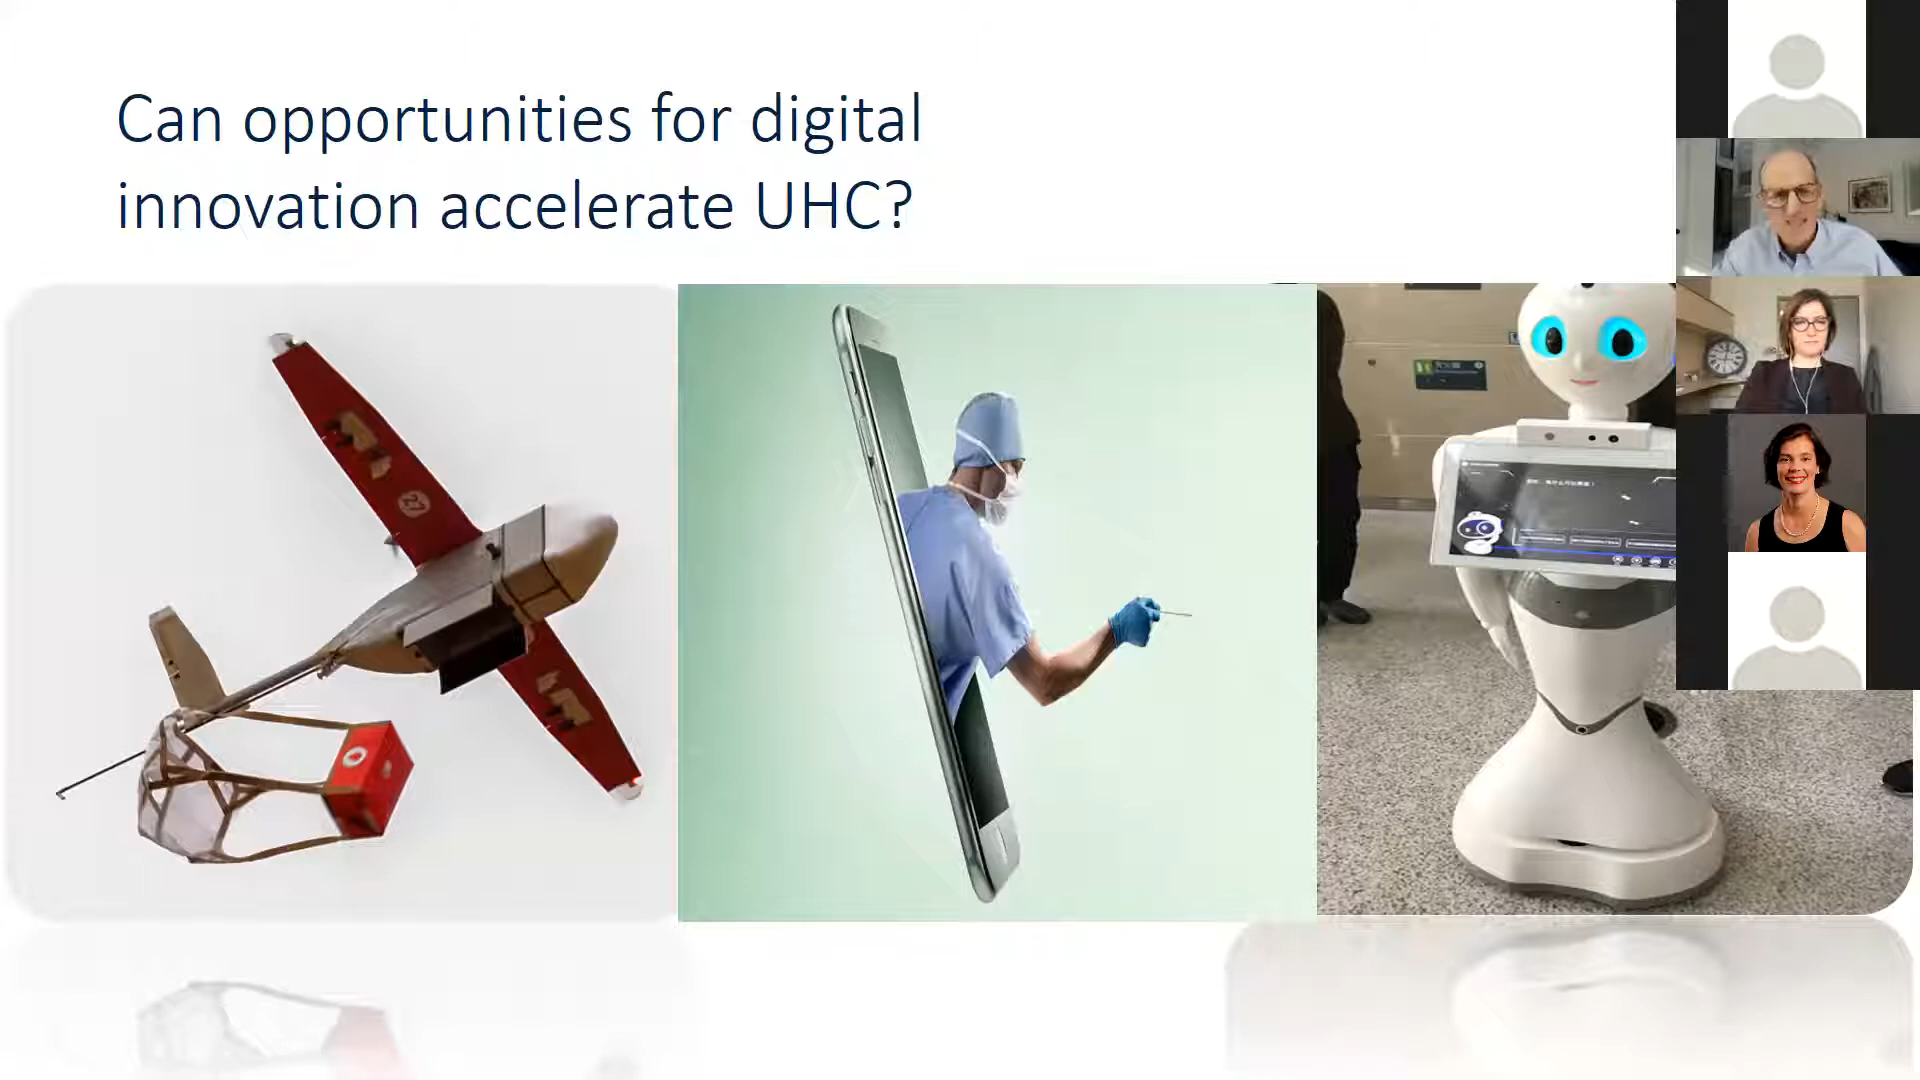 Can opportunities for digital
innovation accelerate UHC?